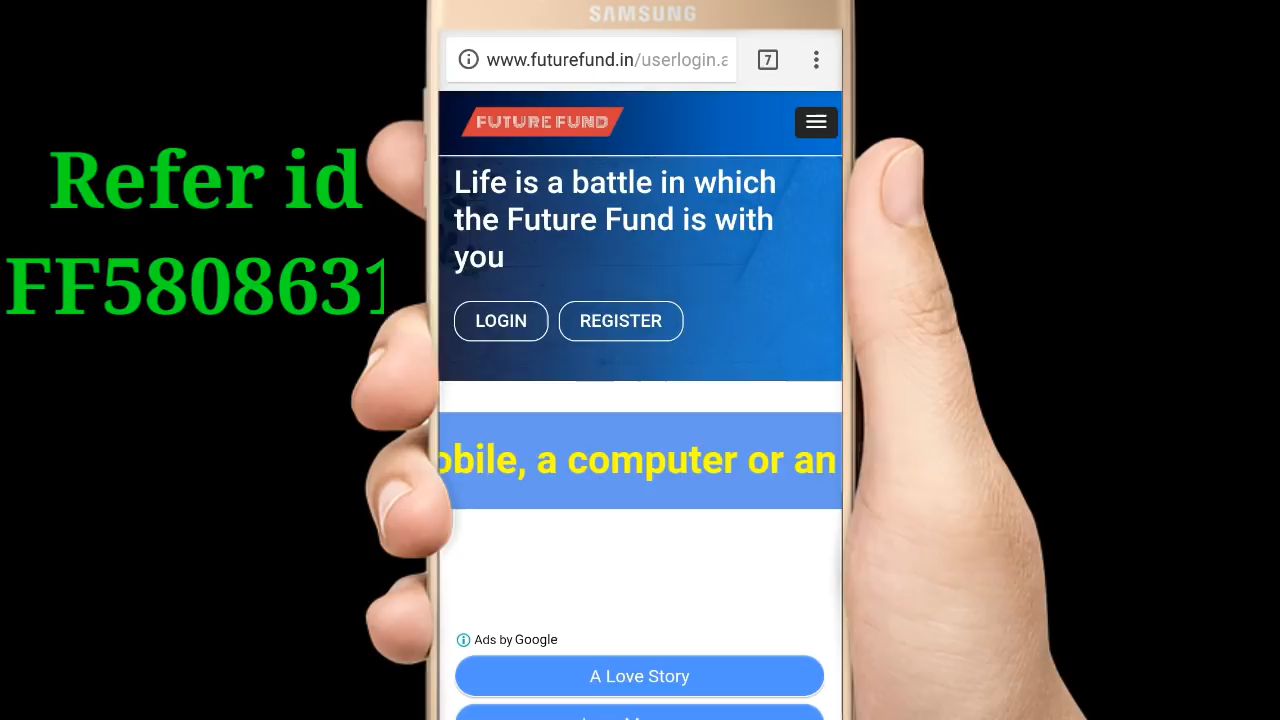 SAMSUNG
www.futurefund.in/userlogin.a
7
FUTURE FUND
Refer id
FF5808631
Life is a battle in which
the Future Fund is with
you
LOGIN
REGISTER
obile, a computer or an
Ads by Google
A Love Story